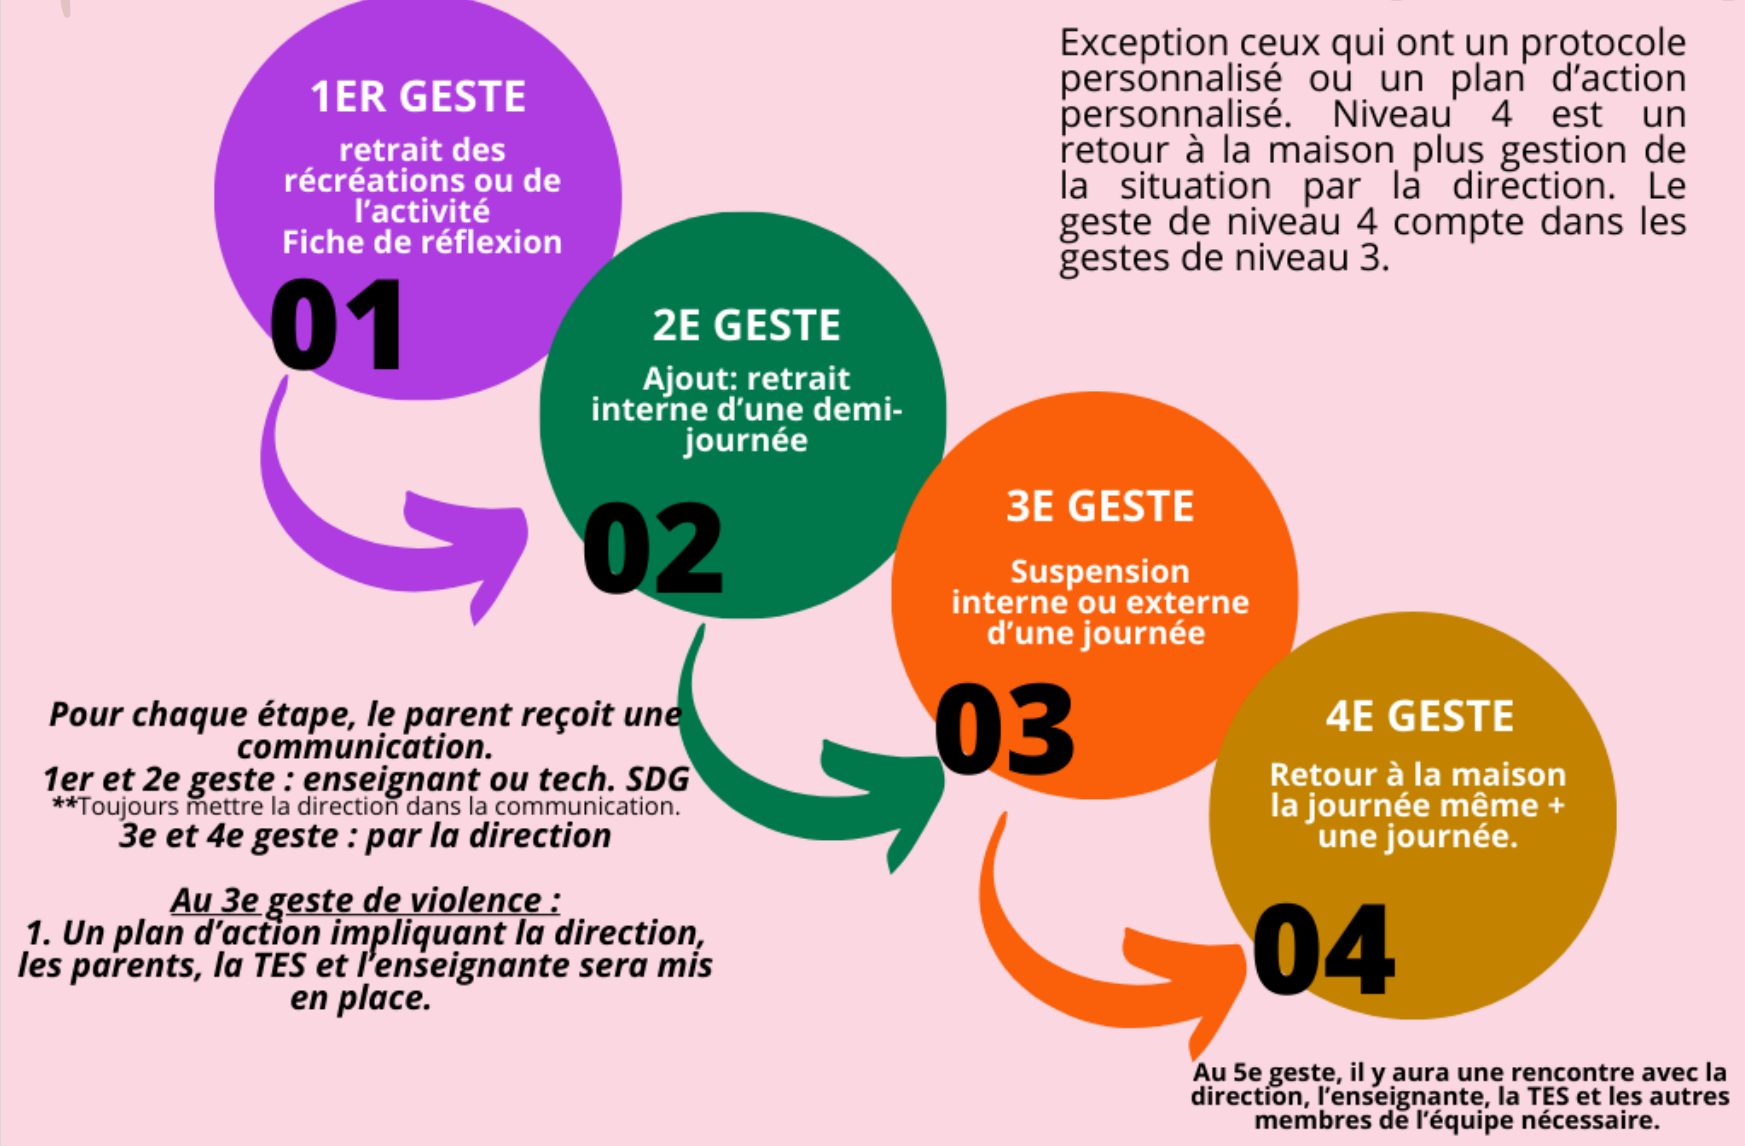 1ER GESTE
retrait des
récréations ou de
l’activité
Fiche de réflexion
01
Exception ceux qui ont un protocole
personnalisé ou un plan d’action
personnalisé. Niveau 4 est un
retour à la maison plus gestion de
la situation par la direction. Le
geste de niveau 4 compte dans les
gestes de niveau 3.
2E GESTE
Ajout: retrait
interne d’une demi-
journée
02
3E GESTE
Suspension
interne ou externe
d’une journée
03
4E GESTE
Retour à la maison
la journée même +
une journée.
04
Pour chaque étape, le parent reçoit une
communication.
1er et 2e geste : enseignant ou tech. SDG
**Toujours mettre la direction dans la communication.
3e et 4e geste : par la direction
Au 3e geste de violence :
1. Un plan d’action impliquant la direction,
les parents, la TES et l’enseignante sera mis
en place.
Au 5e geste, il y aura une rencontre avec la
direction, l’enseignante, la TES et les autres
membres de l’équipe nécessaire.